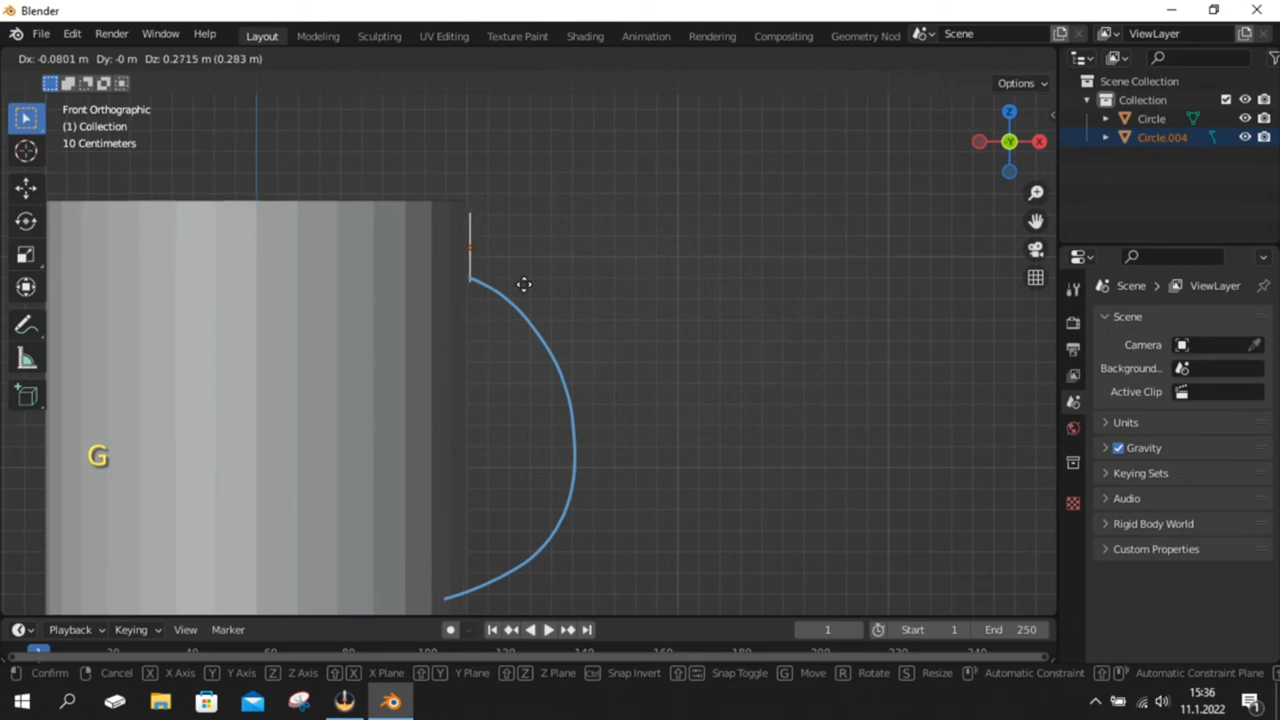 Blender
File Edit Render Window Help Layout Modeling Sculpting UV Editing Texture Paint Shading Animation Rendering Compositing Geometry Nod Scene ViewLayer
Dx: -0.0801 m Dy: -0 m Dz: 0.2715 m (0.283 m)
Options
Front Orthographic
(1) Collection
10 Centimeters
Z
X
-Y
G
Scene Collection
Collection
Circle
Circle.004
Scene > ViewLayer
Scene
Camera
Background...
Active Clip
Units
Gravity
Keying Sets
Audio
Rigid Body World
Custom Properties
Playback Keying View Marker 1 Start 1 End 250
Confirm Cancel X X Axis Y Y Axis Z Z Axis X X Plane Y Y Plane Z Z Plane Ctrl Snap Invert Snap Toggle G Move R Rotate S Resize Automatic Constraint Automatic Constraint Plane
15:36
11.1.2022